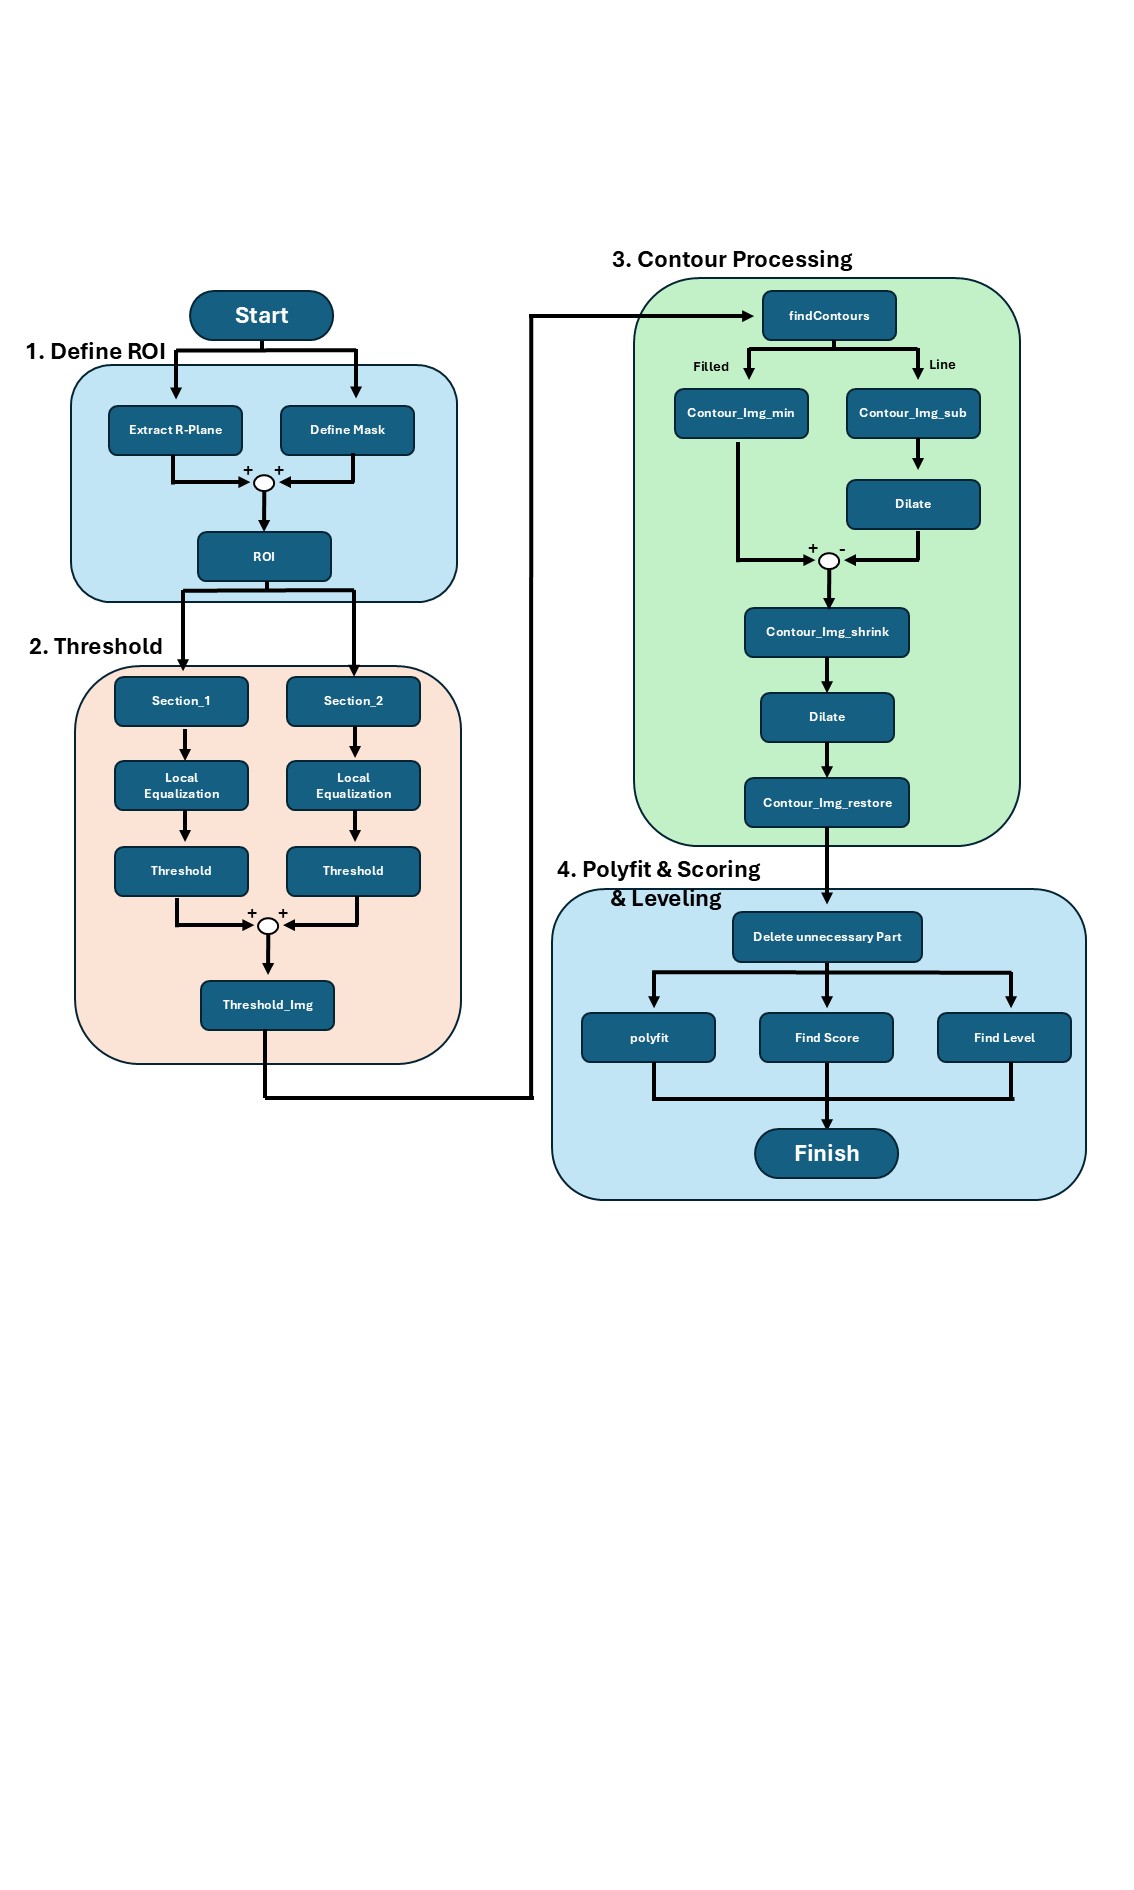 Start
1. Define ROI
Extract R-Plane
Define Mask
+ +
ROI
2. Threshold
Section_1
Section_2
Local
Equalization
Local
Equalization
Threshold
Threshold
+ +
Threshold_Img
3. Contour Processing
findContours
Filled
Line
Contour_Img_min
Contour_Img_sub
Dilate
+ -
Contour_Img_shrink
Dilate
Contour_Img_restore
4. Polyfit & Scoring
& Leveling
Delete unnecessary Part
polyfit
Find Score
Find Level
Finish